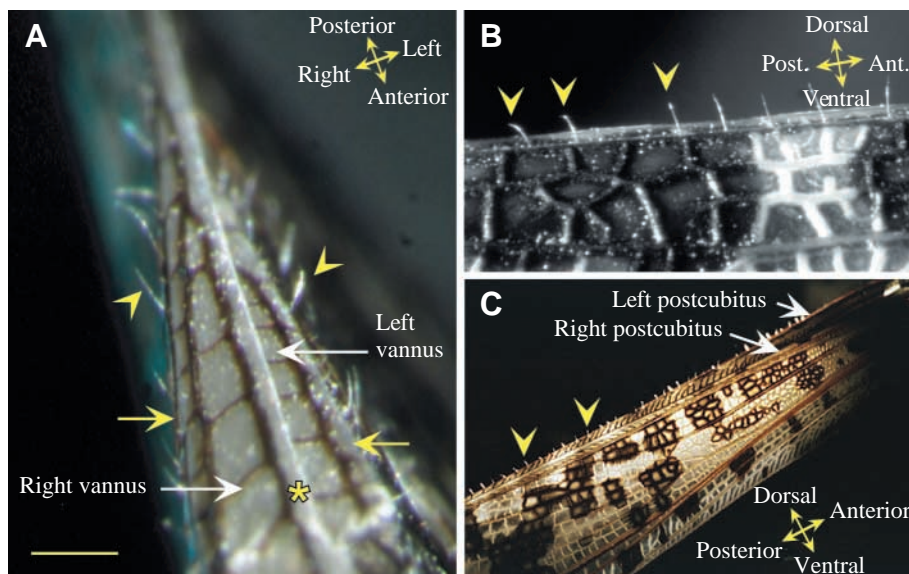 A
Posterior
Left
Right
Anterior
Left
vannus
Right vannus
*
B
Dorsal
Post.
Ant.
Ventral
C
Left postcubitus
Right postcubitus
Dorsal
Anterior
Posterior
Ventral